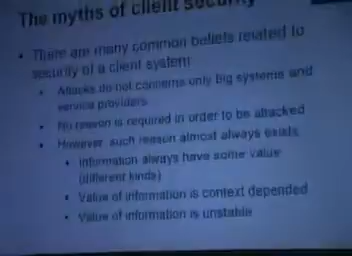 The myths of client security
• There are many common beliefs related to
security of a client system
• Attacks do not concerns only big systems and
service providers
• No reason is required in order to be attacked
• However, such reason almost always exists
• Information always have some value
(different kinds)
• Value of information is context depended
• Value of information is unstable